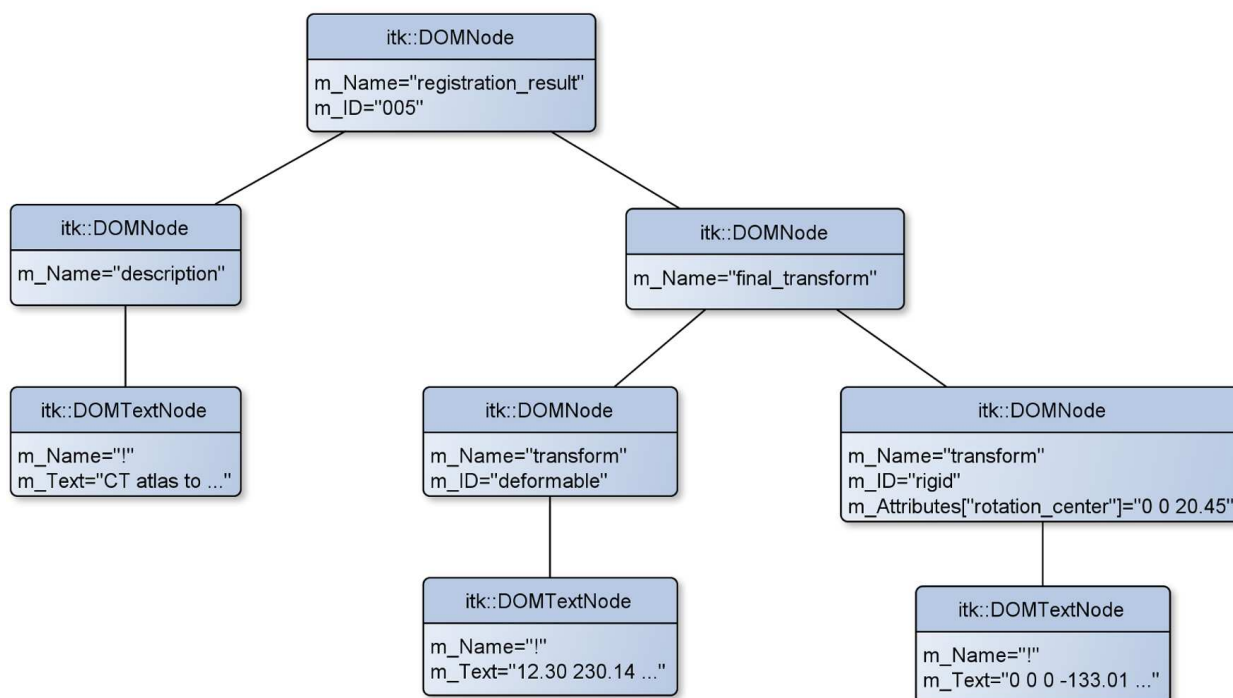 itk::DOMNode
m_Name="registration_result"
m_ID="005"
itk::DOMNode
m_Name="description"
itk::DOMNode
m_Name="final_transform"
itk::DOMTextNode
m_Name="!"
m_Text="CT atlas to ..."
itk::DOMNode
m_Name="transform"
m_ID="deformable"
itk::DOMNode
m_Name="transform"
m_ID="rigid"
m_Attributes["rotation_center"]="0 0 20.45"
itk::DOMTextNode
m_Name="!"
m_Text="12.30 230.14 ..."
itk::DOMTextNode
m_Name="!"
m_Text="0 0 0 -133.01 ..."